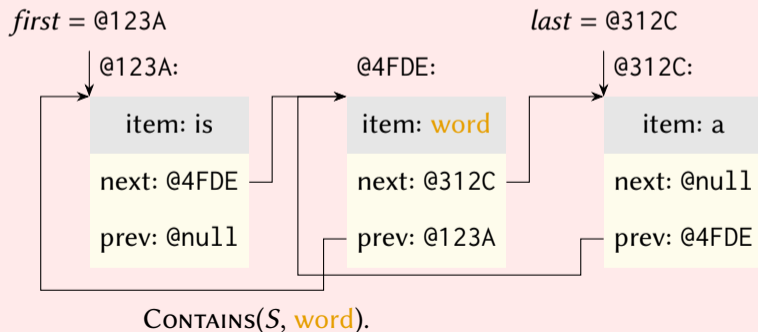 first = @123A last = @312C
@123A: @4FDE: @312C:
item: is item: word item: a
next: @4FDE next: @312C next: @null
prev: @null prev: @123A prev: @4FDE
CONTAINS(S, word).